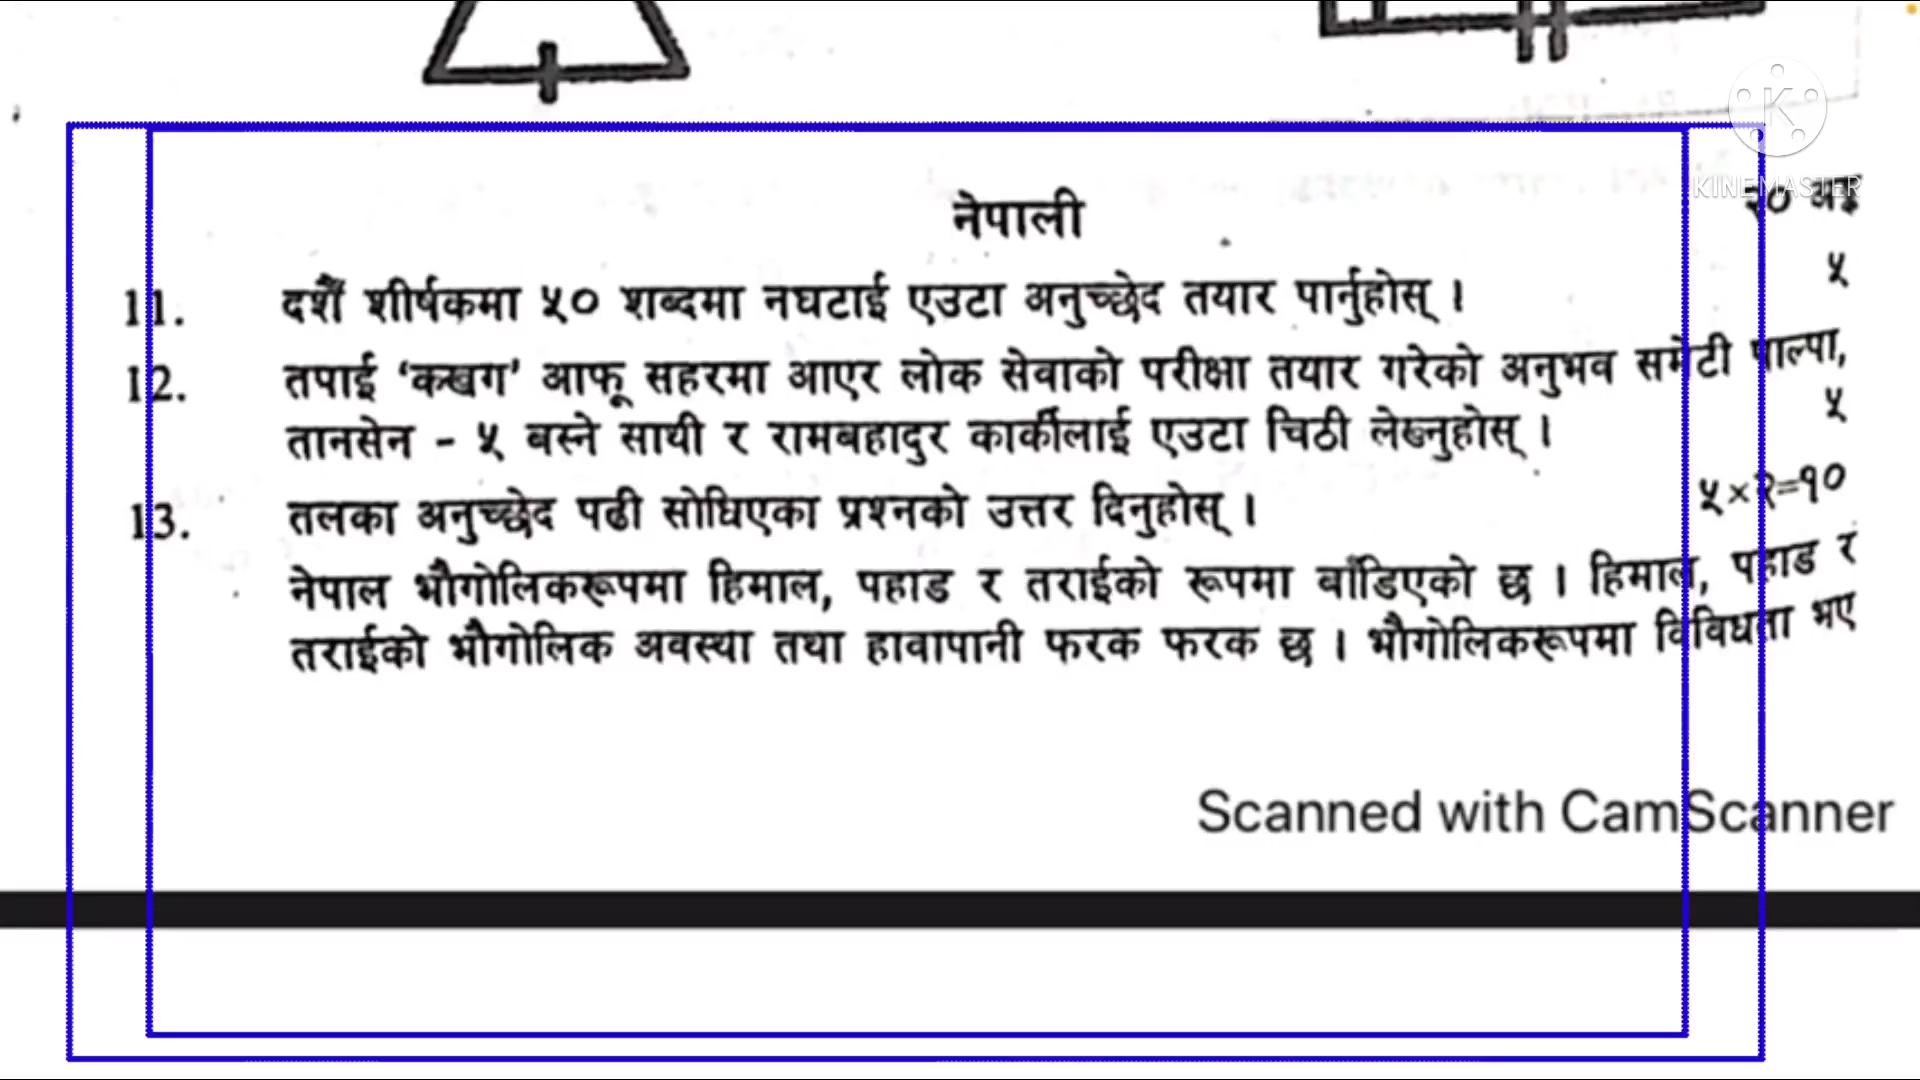 KINEMASTER
नेपाली
२० अङ्क
11. दशैँ शीर्षकमा ५० शब्दमा नघटाई एउटा अनुच्छेद तयार पार्नुहोस् । ५
12. तपाई ‘कखग’ आफू सहरमा आएर लोक सेवाको परीक्षा तयार गरेको अनुभव समेटी पाल्पा,
तानसेन - ५ बस्ने साथी र रामबहादुर कार्कीलाई एउटा चिठी लेख्नुहोस् । ५
13. तलका अनुच्छेद पढी सोधिएका प्रश्नको उत्तर दिनुहोस् । ५×२=१०
नेपाल भौगोलिकरूपमा हिमाल, पहाड र तराईको रूपमा बाँडिएको छ । हिमाल, पहाड र
तराईको भौगोलिक अवस्था तथा हावापानी फरक फरक छ । भौगोलिकरूपमा विविधता भए
Scanned with CamScanner